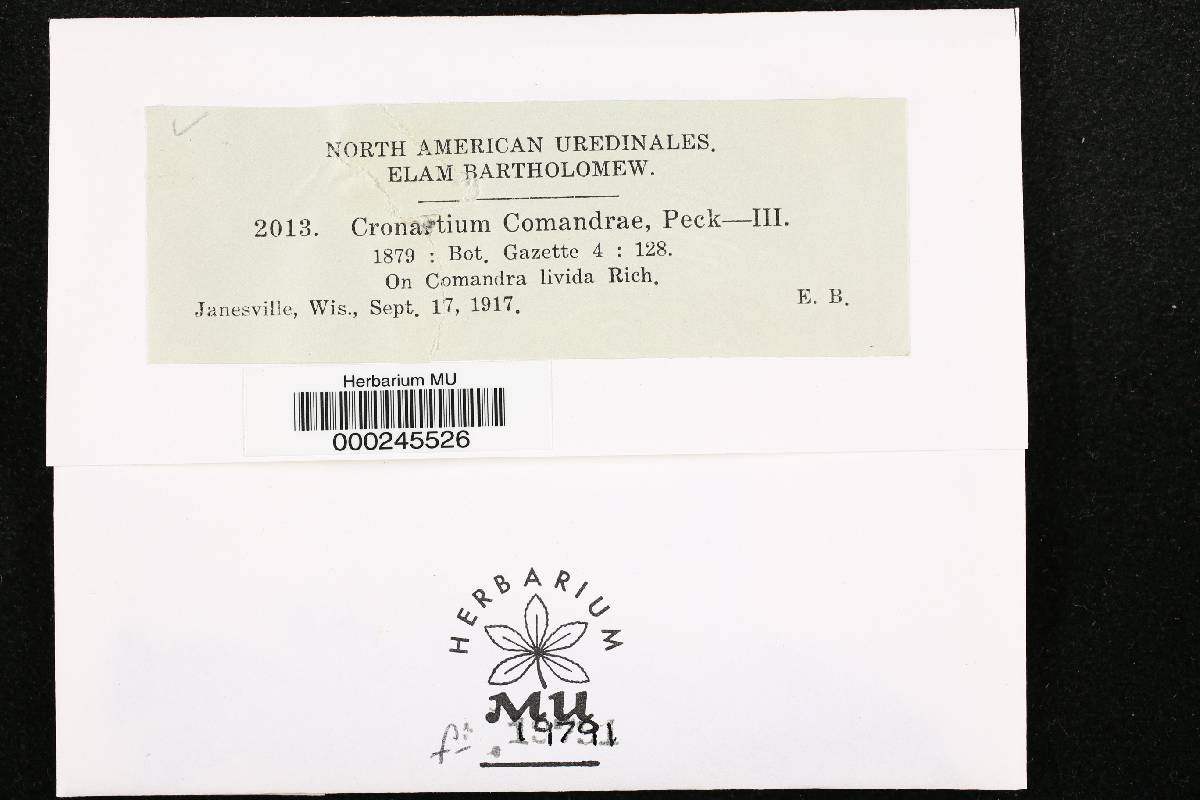 NORTH AMERICAN UREDINALES.
ELAM BARTHOLOMEW.
2013. Cronartium Comandrae, Peck—III.
1879 : Bot. Gazette 4 : 128.
On Comandra livida Rich.
Janesville, Wis., Sept. 17, 1917. E. B.
Herbarium MU
000245526
HERBARIUM
MU
19791